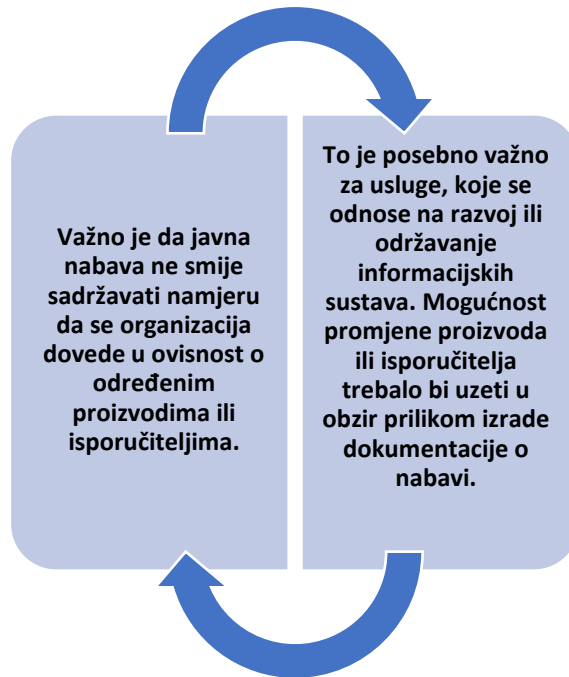 Važno je da javna
nabava ne smije
sadržavati namjeru
da se organizacija
dovede u ovisnost o
određenim
proizvodima ili
isporučiteljima.
To je posebno važno
za usluge, koje se
odnose na razvoj ili
održavanje
informacijskih
sustava. Mogućnost
promjene proizvoda
ili isporučitelja
trebalo bi uzeti u
obzir prilikom izrade
dokumentacije o
nabavi.